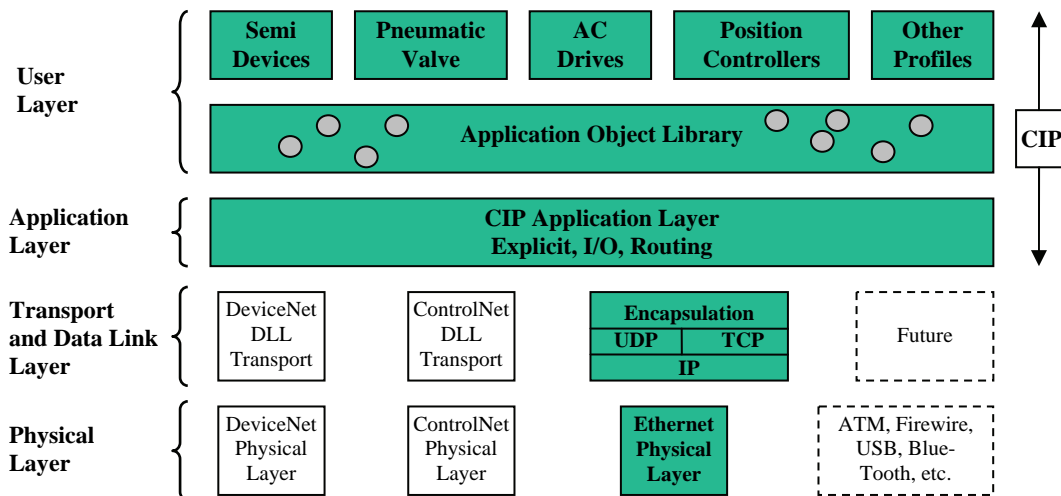 User
Layer
Semi
Devices
Pneumatic
Valve
AC
Drives
Position
Controllers
Other
Profiles
Application Object Library
CIP
Application
Layer
CIP Application Layer
Explicit, I/O, Routing
Transport
and Data Link
Layer
DeviceNet
DLL
Transport
ControlNet
DLL
Transport
Encapsulation
UDP
TCP
IP
Future
Physical
Layer
DeviceNet
Physical
Layer
ControlNet
Physical
Layer
Ethernet
Physical
Layer
ATM, Firewire,
USB, Blue-
Tooth, etc.